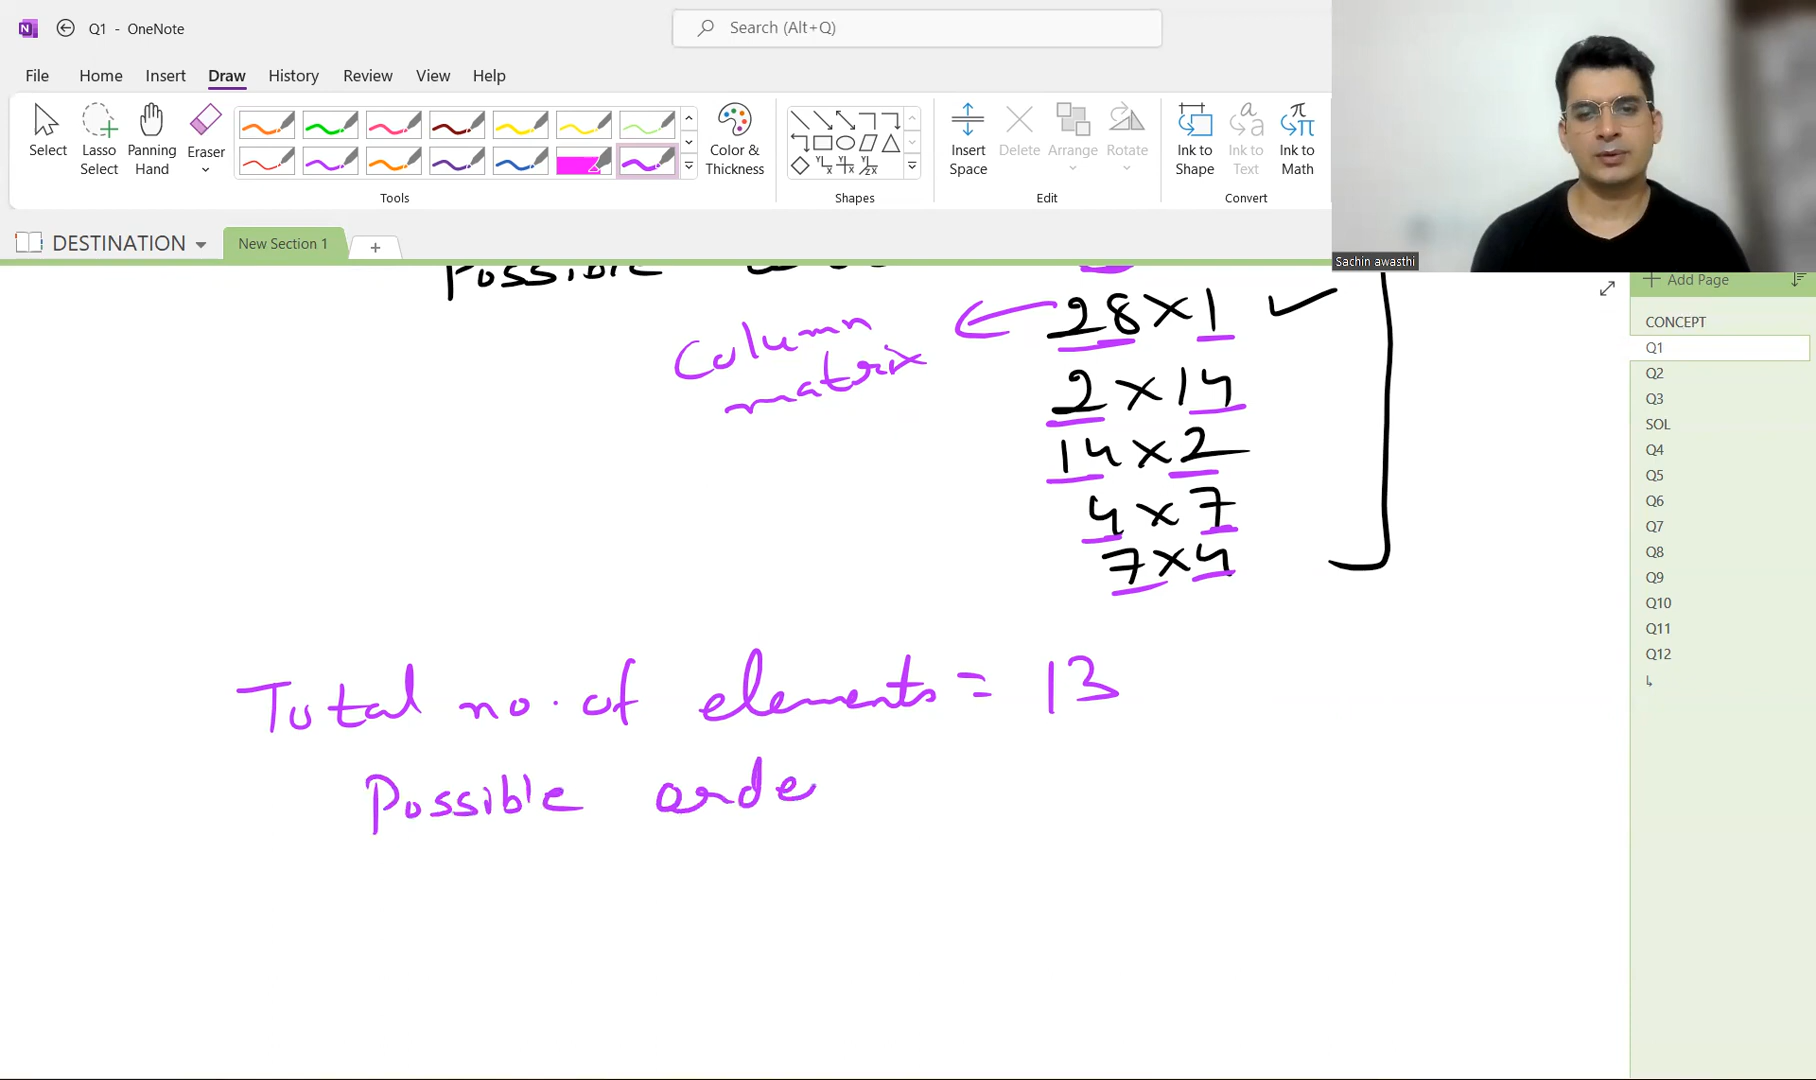 Q1 - OneNote
Search (Alt+Q)
File Home Insert Draw History Review View Help
Select
Lasso Select
Panning Hand
Eraser
Color & Thickness
Insert Space
Delete
Arrange
Rotate
Ink to Shape
Ink to Text
Ink to Math
Tools
Shapes
Edit
Convert
Sachin awasthi
DESTINATION
New Section 1
Add Page
CONCEPT
Q1
Q2
Q3
SOL
Q4
Q5
Q6
Q7
Q8
Q9
Q10
Q11
Q12
Possible
28×1
Column
matrix
2×14
14×2
4×7
7×4
Total no. of elements = 13
Possible orde